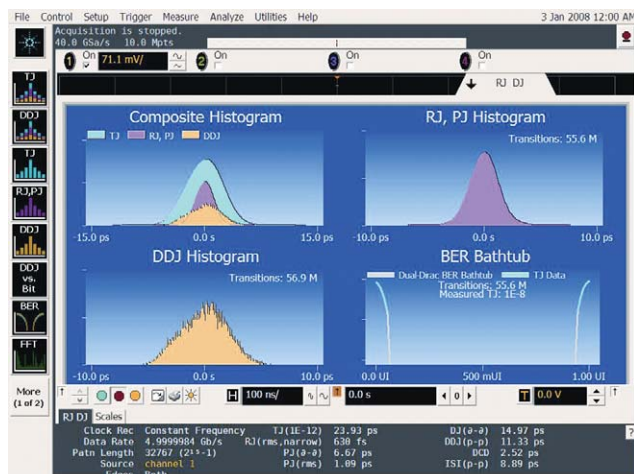 File Control Setup Trigger Measure Analyze Utilities Help 3 Jan 2008 12:00 AM
Acquisition is stopped.
40.0 GSa/s 10.0 Mpts
1 On 71.1 mV/ 2 On 3 On 4 On
RJ DJ
TJ
DDJ
TJ
RJ,PJ
DDJ
DDJ
vs.
Bit
BER
FFT
More
(1 of 2)
Composite Histogram
TJ RJ, PJ DDJ
-15.0 ps 0.0 s 15.0 ps
RJ, PJ Histogram
Transitions: 55.6 M
-10.0 ps 0.0 s 10.0 ps
DDJ Histogram
Transitions: 56.9 M
-10.0 ps 0.0 s 10.0 ps
BER Bathtub
Dual-Dirac BER Bathtub TJ Data
Transitions: 55.6 M
Measured TJ: 1E-8
0.0 UI 500 mUI 1.00 UI
H 100 ns/ 0.0 s 0 T 0.0 V
RJ DJ Scales
Clock Rec Constant Frequency TJ(1E-12) 23.93 ps DJ(∂-∂) 14.97 ps
Data Rate 4.9999984 Gb/s RJ(rms,narrow) 630 fs DDJ(p-p) 11.33 ps
Patn Length 32767 (2¹⁵-1) PJ(∂-∂) 6.67 ps DCD 2.52 ps
Source channel 1 PJ(rms) 1.09 ps ISI(p-p) 8.89 ps
?